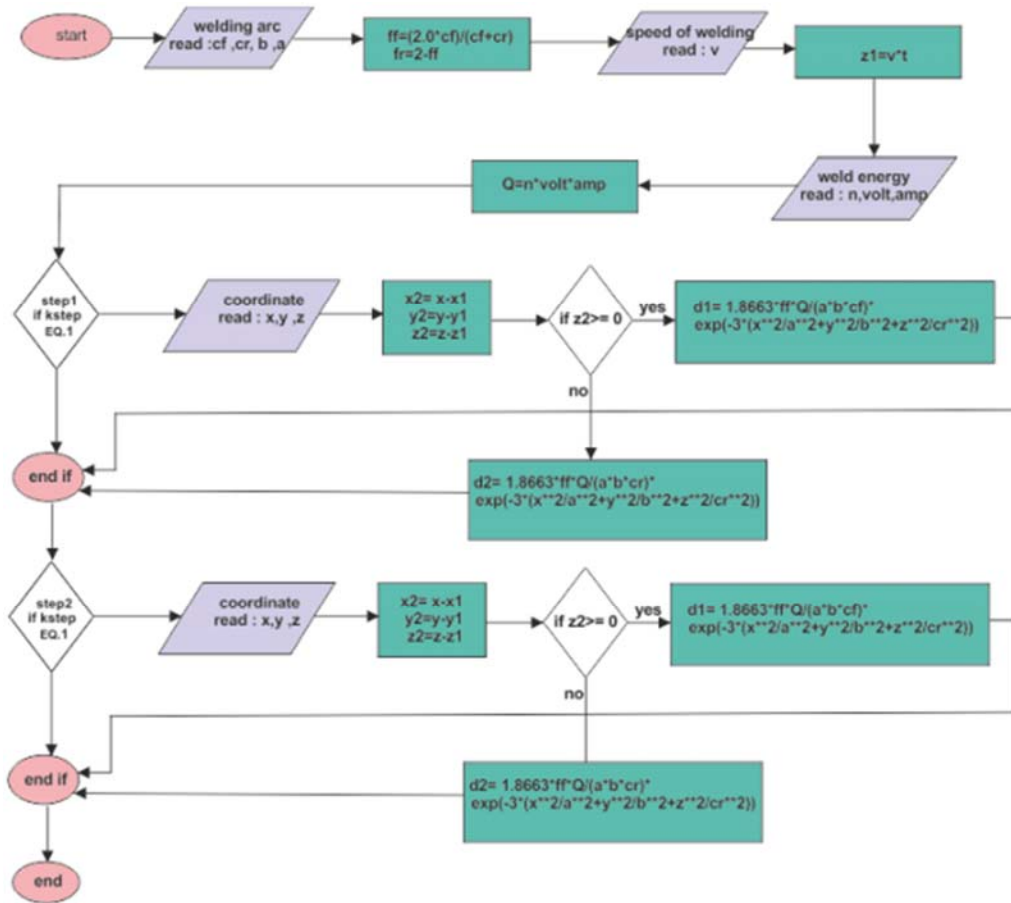 start
welding arc
read :cf ,cr, b ,a
ff=(2.0*cf)/(cf+cr)
fr=2-ff
speed of welding
read : v
z1=v*t
Q=n*volt*amp
weld energy
read : n,volt,amp
step1
if kstep
EQ.1
coordinate
read : x,y ,z
x2= x-x1
y2=y-y1
z2=z-z1
if z2>= 0
yes
d1= 1.8663*ff*Q/(a*b*cf)*
exp(-3*(x**2/a**2+y**2/b**2+z**2/cr**2))
no
end if
d2= 1.8663*ff*Q/(a*b*cr)*
exp(-3*(x**2/a**2+y**2/b**2+z**2/cr**2))
step2
if kstep
EQ.1
coordinate
read : x,y ,z
x2= x-x1
y2=y-y1
z2=z-z1
if z2>= 0
yes
d1= 1.8663*ff*Q/(a*b*cf)*
exp(-3*(x**2/a**2+y**2/b**2+z**2/cr**2))
no
end if
d2= 1.8663*ff*Q/(a*b*cr)*
exp(-3*(x**2/a**2+y**2/b**2+z**2/cr**2))
end